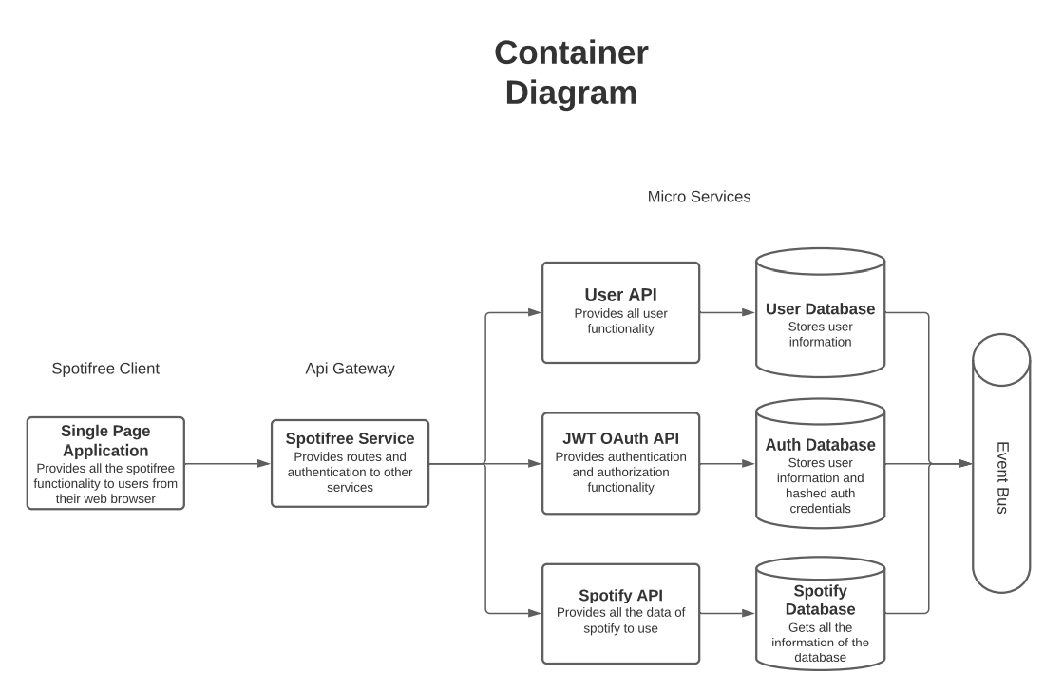 Container
Diagram
Micro Services
Spotifree Client
Api Gateway
Single Page
Application
Provides all the spotifree
functionality to users from
their web browser
Spotifree Service
Provides routes and
authentication to other
services
User API
Provides all user
functionality
User Database
Stores user
information
JWT OAuth API
Provides authentication
and authorization
functionality
Auth Database
Stores user
information and
hashed auth
credentials
Spotify API
Provides all the data of
spotify to use
Spotify
Database
Gets all the
information of the
database
Event Bus